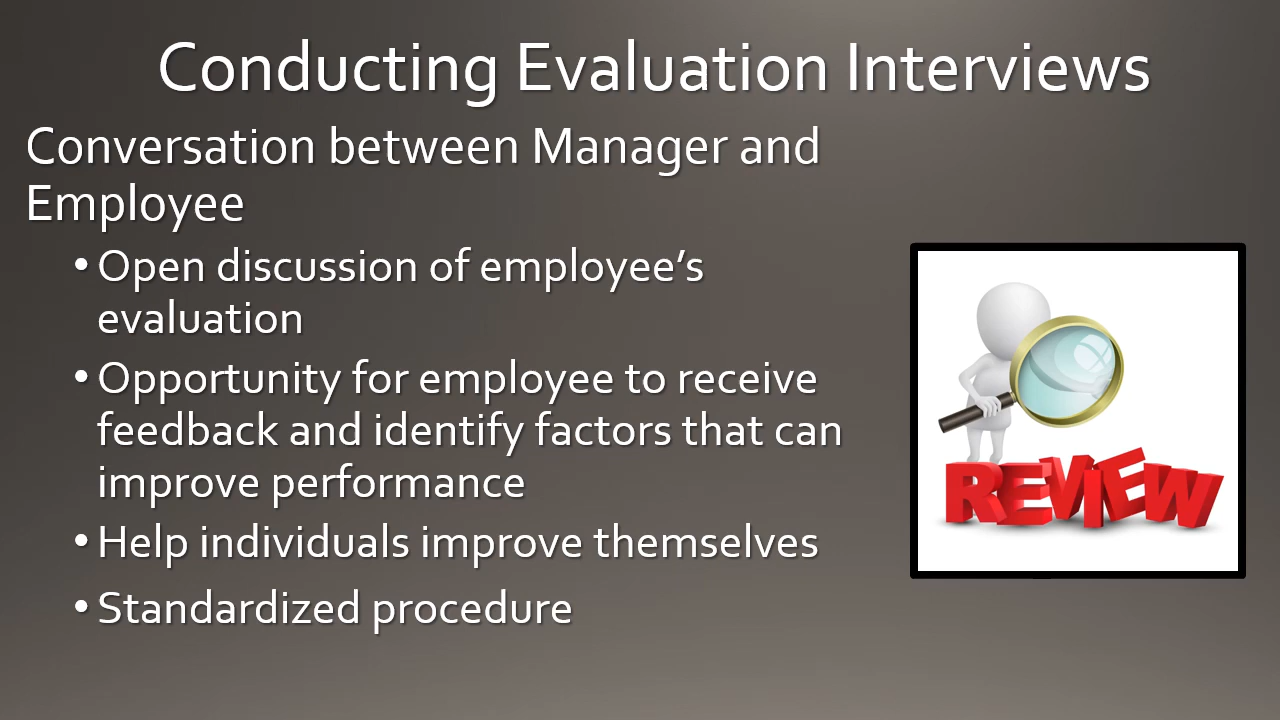 Conducting Evaluation Interviews
Conversation between Manager and
Employee
• Open discussion of employee’s
evaluation
• Opportunity for employee to receive
feedback and identify factors that can
improve performance
• Help individuals improve themselves
• Standardized procedure
REVIEW